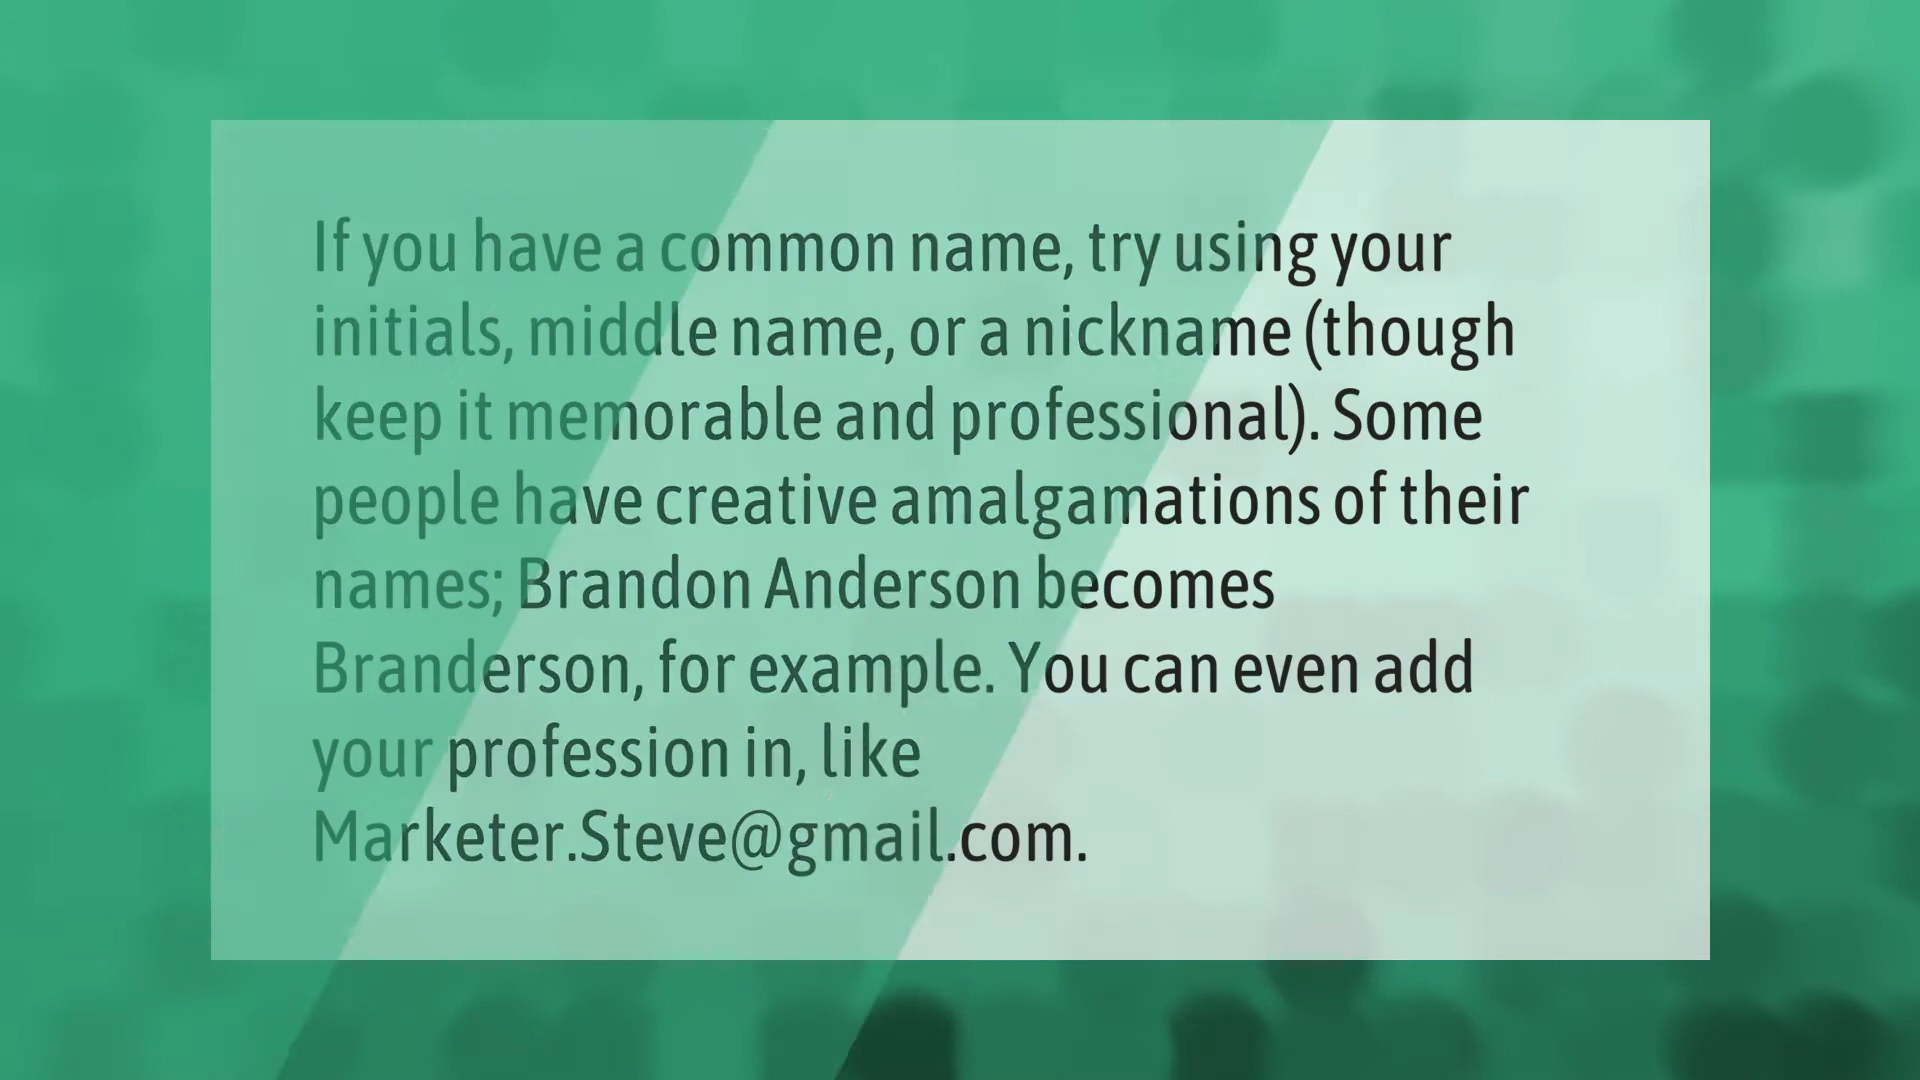 If you have a common name, try using your
initials, middle name, or a nickname (though
keep it memorable and professional). Some
people have creative amalgamations of their
names; Brandon Anderson becomes
Branderson, for example. You can even add
your profession in, like
Marketer.Steve@gmail.com.